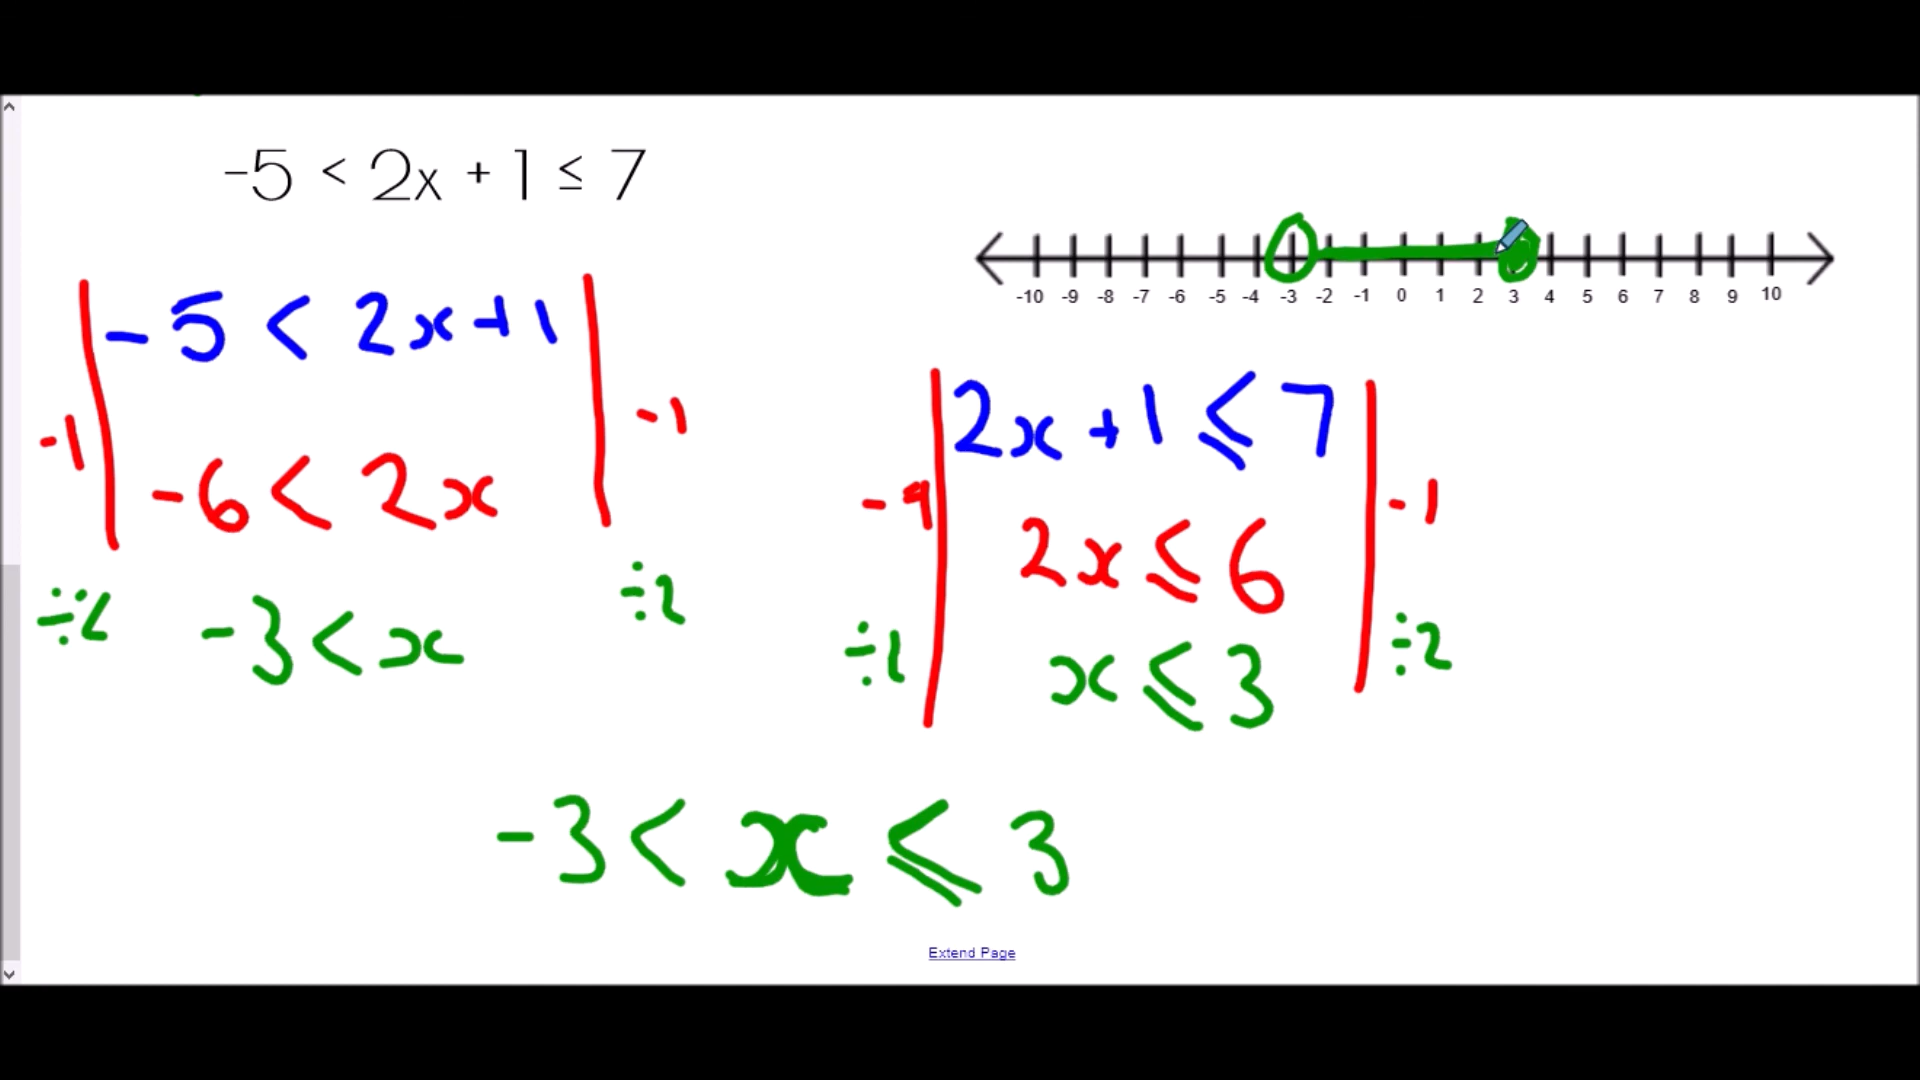 -5 < 2x + 1 ≤ 7
-10 -9 -8 -7 -6 -5 -4 -3 -2 -1 0 1 2 3 4 5 6 7 8 9 10
-5 < 2x+1
-1 -1
-6 < 2x
÷2 ÷2
-3 < x
2x +1 ≤ 7
-1 -1
2x ≤ 6
÷2 ÷2
x ≤ 3
-3 < x ≤ 3
Extend Page